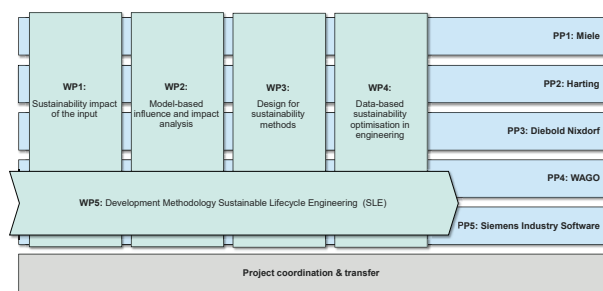 WP1:
Sustainability impact
of the input
WP2:
Model-based
influence and impact
analysis
WP3:
Design for
sustainability
methods
WP4:
Data-based
sustainability
optimisation in
engineering
PP1: Miele
PP2: Harting
PP3: Diebold Nixdorf
PP4: WAGO
WP5: Development Methodology Sustainable Lifecycle Engineering (SLE)
PP5: Siemens Industry Software
Project coordination & transfer